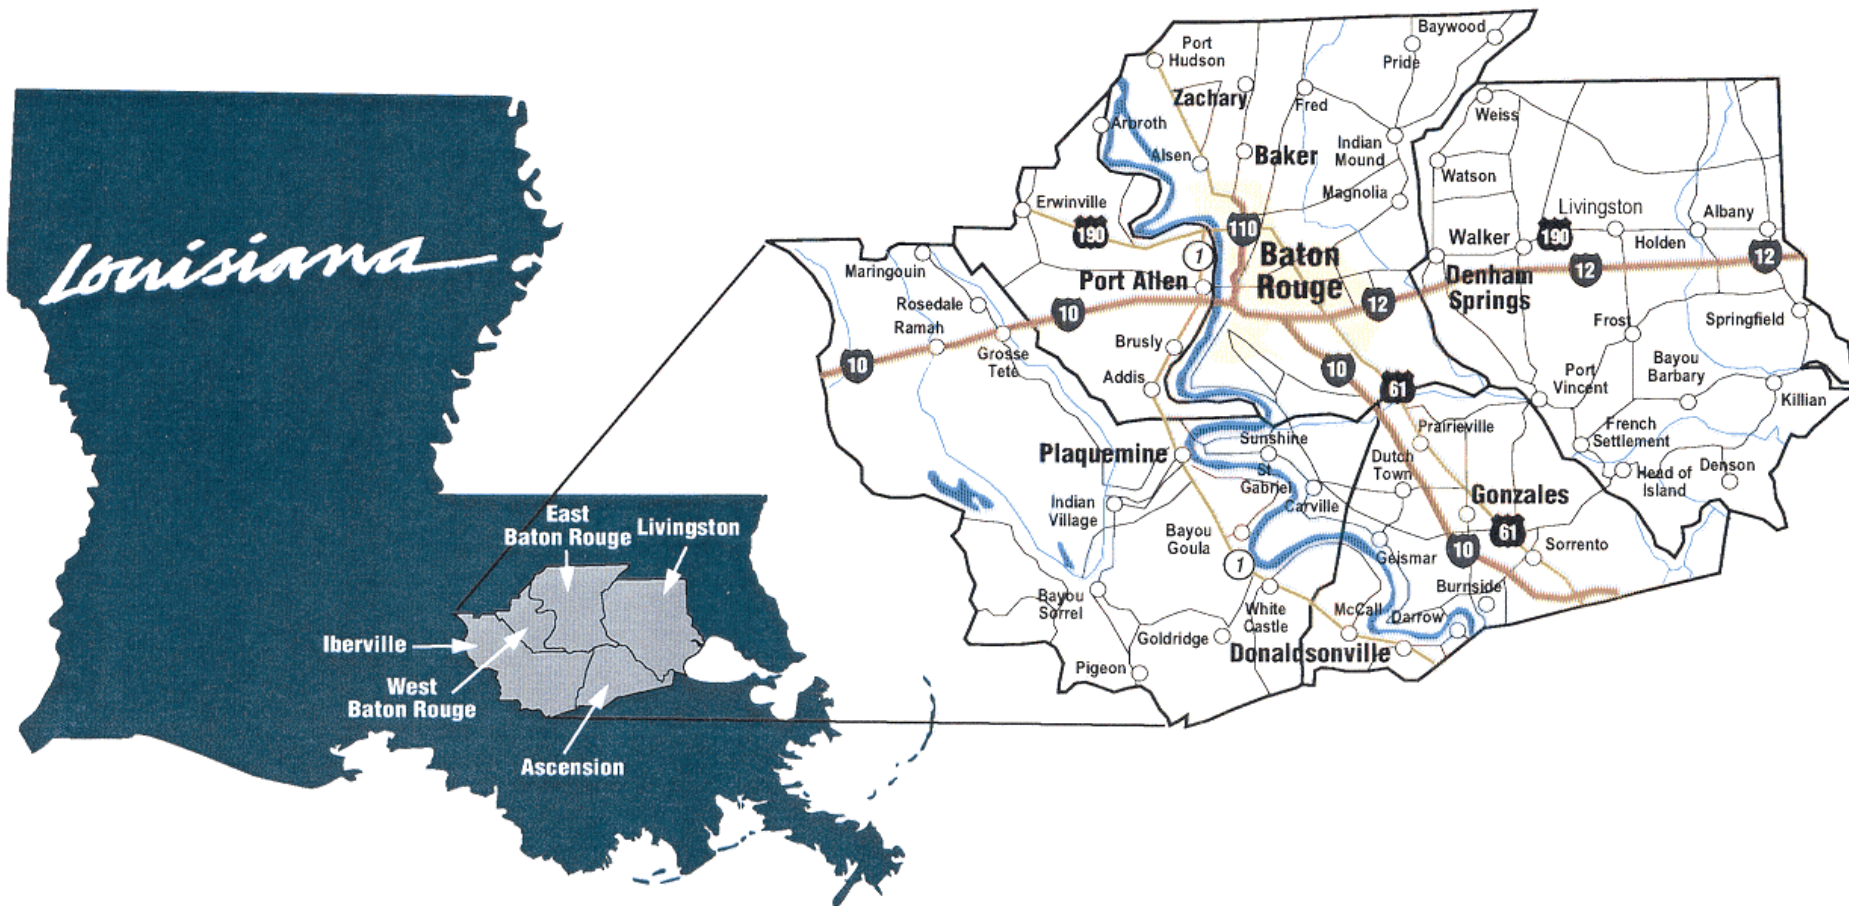 Louisiana
East
Baton Rouge
Livingston
Iberville
West
Baton Rouge
Ascension
Baywood
Port
Hudson
Pride
Zachary
Fred
Weiss
Arbroth
Alsen
Baker
Indian
Mound
Watson
Magnolia
Erwinville
190
110
Livingston
Albany
Walker
190
Holden
1
Baton
Rouge
12
12
Maringouin
Port Allen
Denham
Springs
Rosedale
10
12
Ramah
Frost
Springfield
Grosse
Tete
Brusly
10
10
Bayou
Barbary
Port
Vincent
Addis
61
Killian
Prairieville
French
Settlement
Sunshine
Plaquemine
Dutch
Town
St.
Gabriel
Head of
Island
Denson
Gonzales
Indian
Village
Carville
Bayou
Goula
61
10
Sorrento
Geismar
1
Burnside
Bayou
Sorrel
White
Castle
McCall
Darrow
Goldridge
Donaldsonville
Pigeon